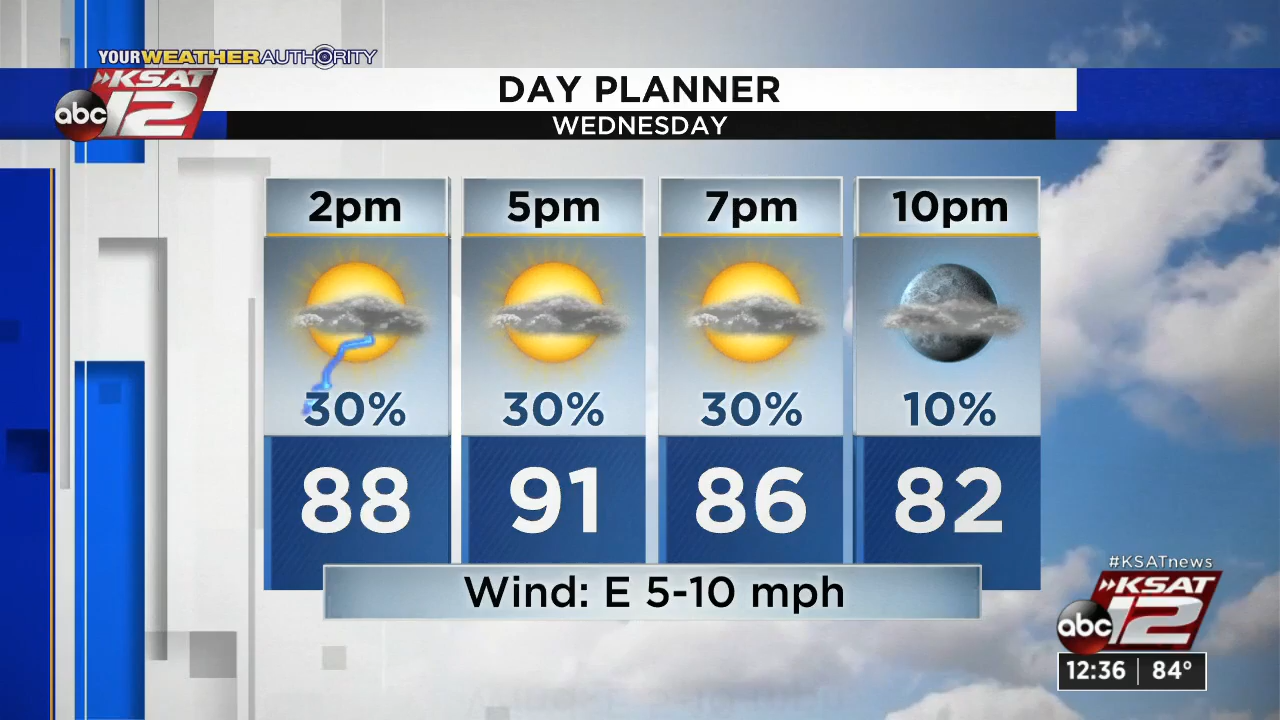 YOUR WEATHER AUTHORITY
KSAT
abc 12
DAY PLANNER
WEDNESDAY
2pm 5pm 7pm 10pm
30% 30% 30% 10%
88 91 86 82
Wind: E 5-10 mph
#KSATnews
KSAT
abc 12
12:36 84°